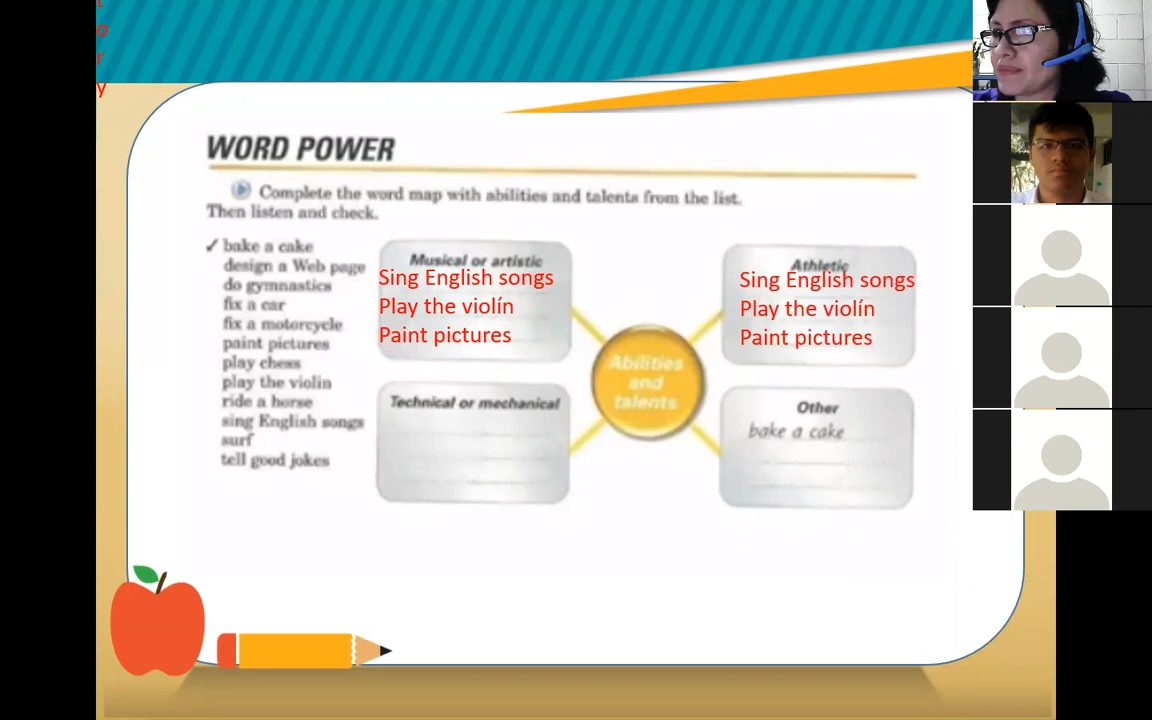 t
o
r
y
WORD POWER
Complete the word map with abilities and talents from the list.
Then listen and check.
✓ bake a cake
design a Web page
do gymnastics
fix a car
fix a motorcycle
paint pictures
play chess
play the violin
ride a horse
sing English songs
surf
tell good jokes
Musical or artistic
Sing English songs
Play the violín
Paint pictures
Athletic
Sing English songs
Play the violín
Paint pictures
Abilities
and
talents
Technical or mechanical
Other
bake a cake